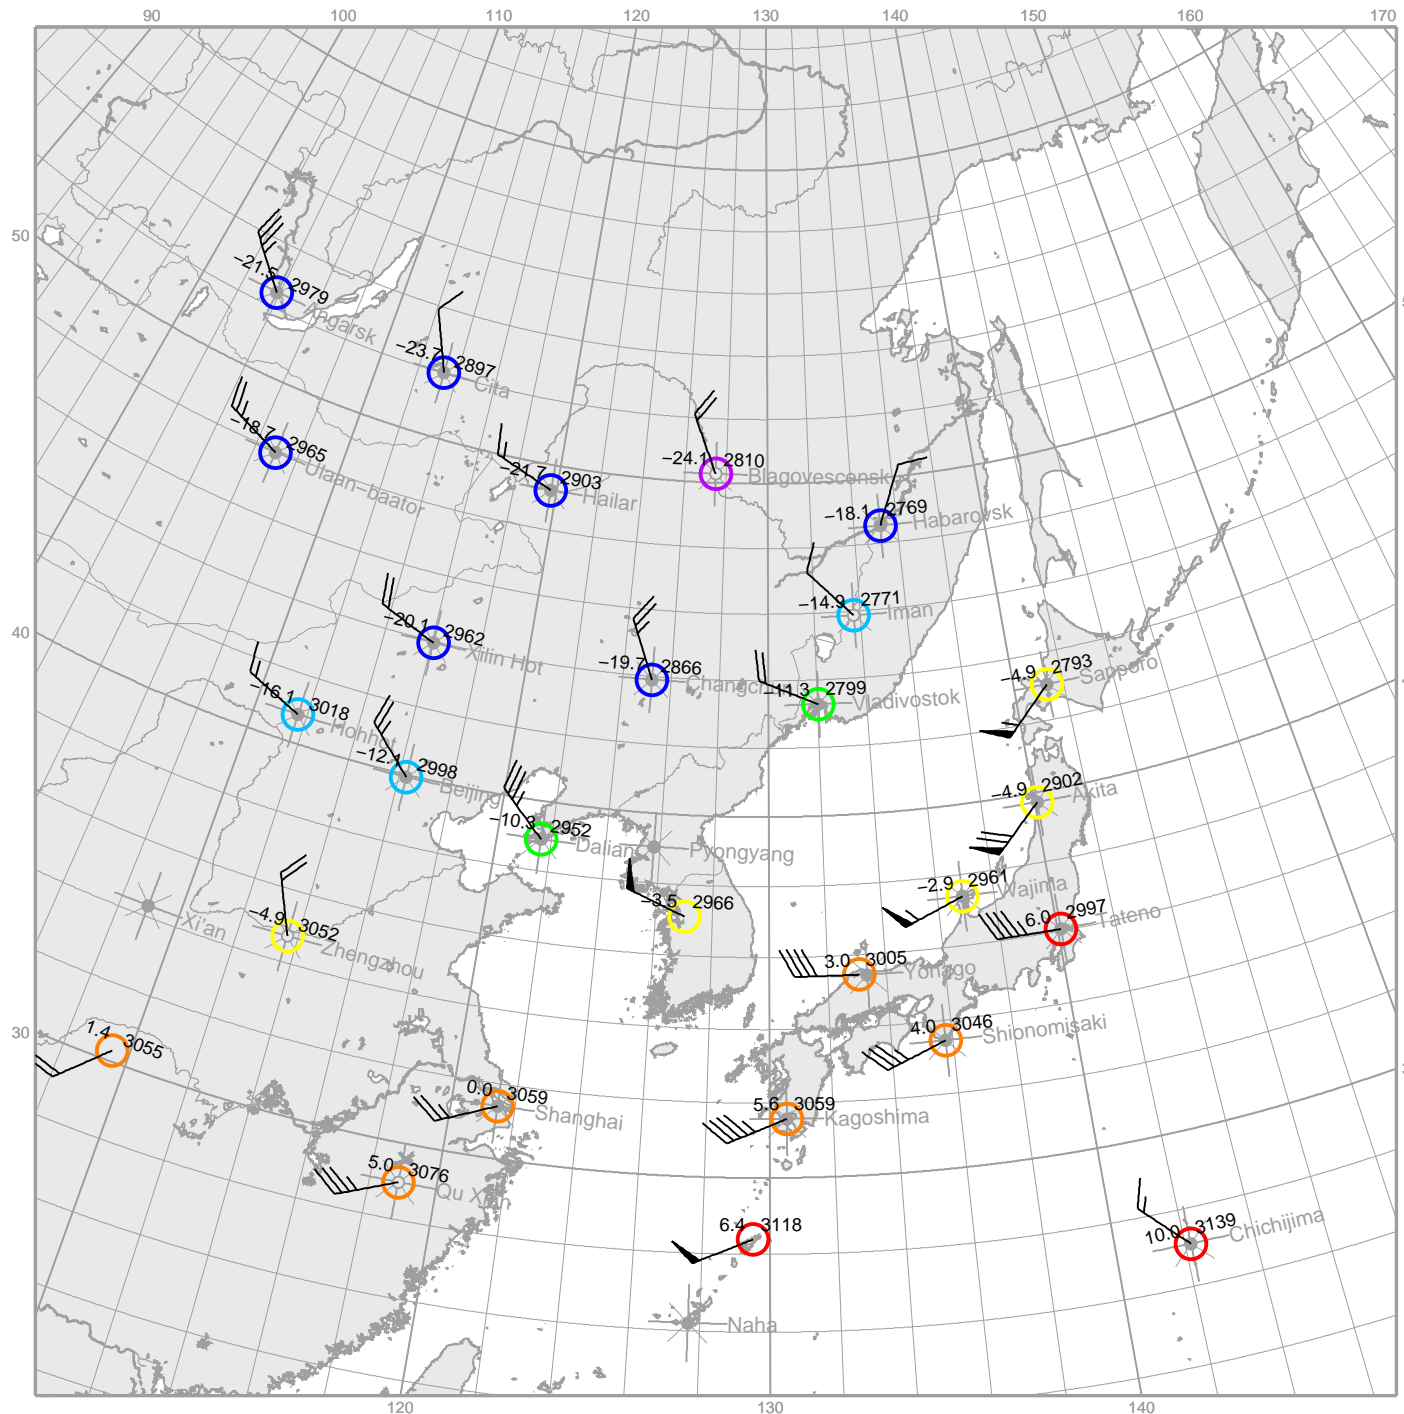 90 100 110 120 130 140 150 160 170
50
−21.5 2979
Angarsk
−23.7 2897
Cita
−18.7 2965
Ulaan−baator
−21.7 2903
Hailar
−24.1 2810
Blagovescensk
−18.1 2769
Habarovsk
−14.9 2771
Iman
40
−20.1 2962
Xilin Hot
−19.7 2866
Changc
−11.3 2799
Vladivostok
−4.9 2793
Sapporo
−16.1 3018
Hohhot
−12.1 2998
Beijing
−4.9 2902
Akita
−10.3 2952
Dalian
Pyongyang
−3.5 2966
−2.9 2961
Wajima
6.0 2997
Tateno
Xi'an
−4.9 3052
Zhengzhou
3.0 3005
Yonago
4.0 3046
Shionomisaki
30
1.4 3055
0.0 3059
Shanghai
5.6 3059
Kagoshima
5.0 3076
Qu Xian
6.4 3118
10.0 3139
Chichijima
Naha
120 130 140